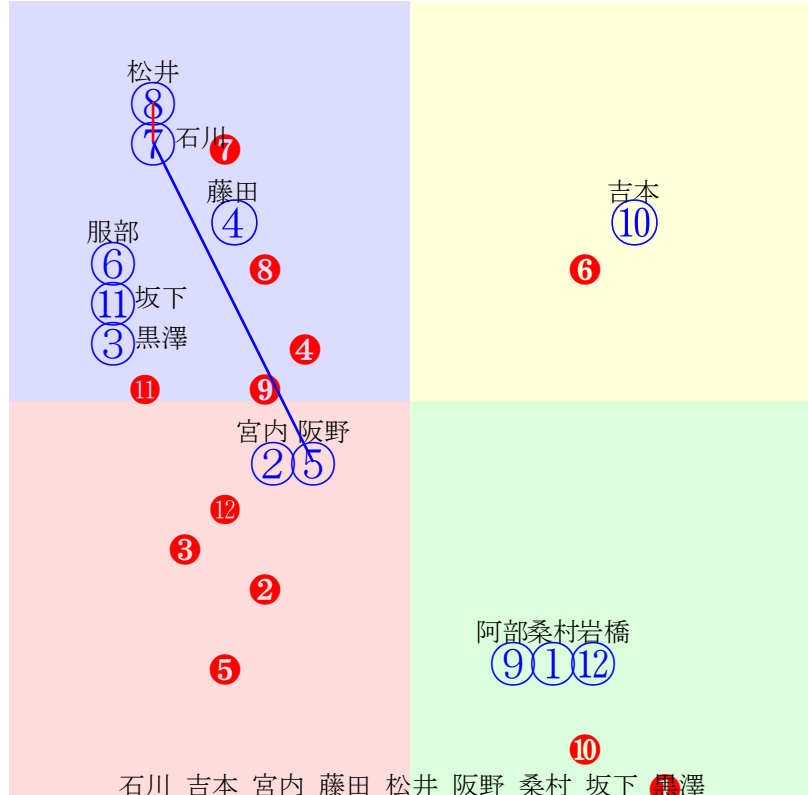 松井
⑧
⑦ 石川 ❼
藤田
④
吉本
⑩
服部
⑥
❽ ❻
⑪ 坂下
③ 黒澤
❹
⓫ ❾
宮内 阪野
② ⑤
⓬
❸
❷
阿部 桑村 岩橋
⑨ ① ⑫
❺
❿
石川 吉本 宮内 藤田 松井 阪野 桑村 坂下 黒澤